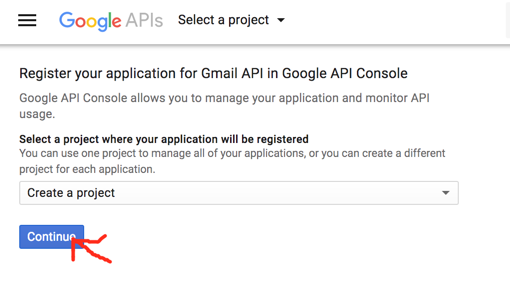 Google APIs Select a project
Register your application for Gmail API in Google API Console
Google API Console allows you to manage your application and monitor API
usage.
Select a project where your application will be registered
You can use one project to manage all of your applications, or you can create a different
project for each application.
Create a project
Continue